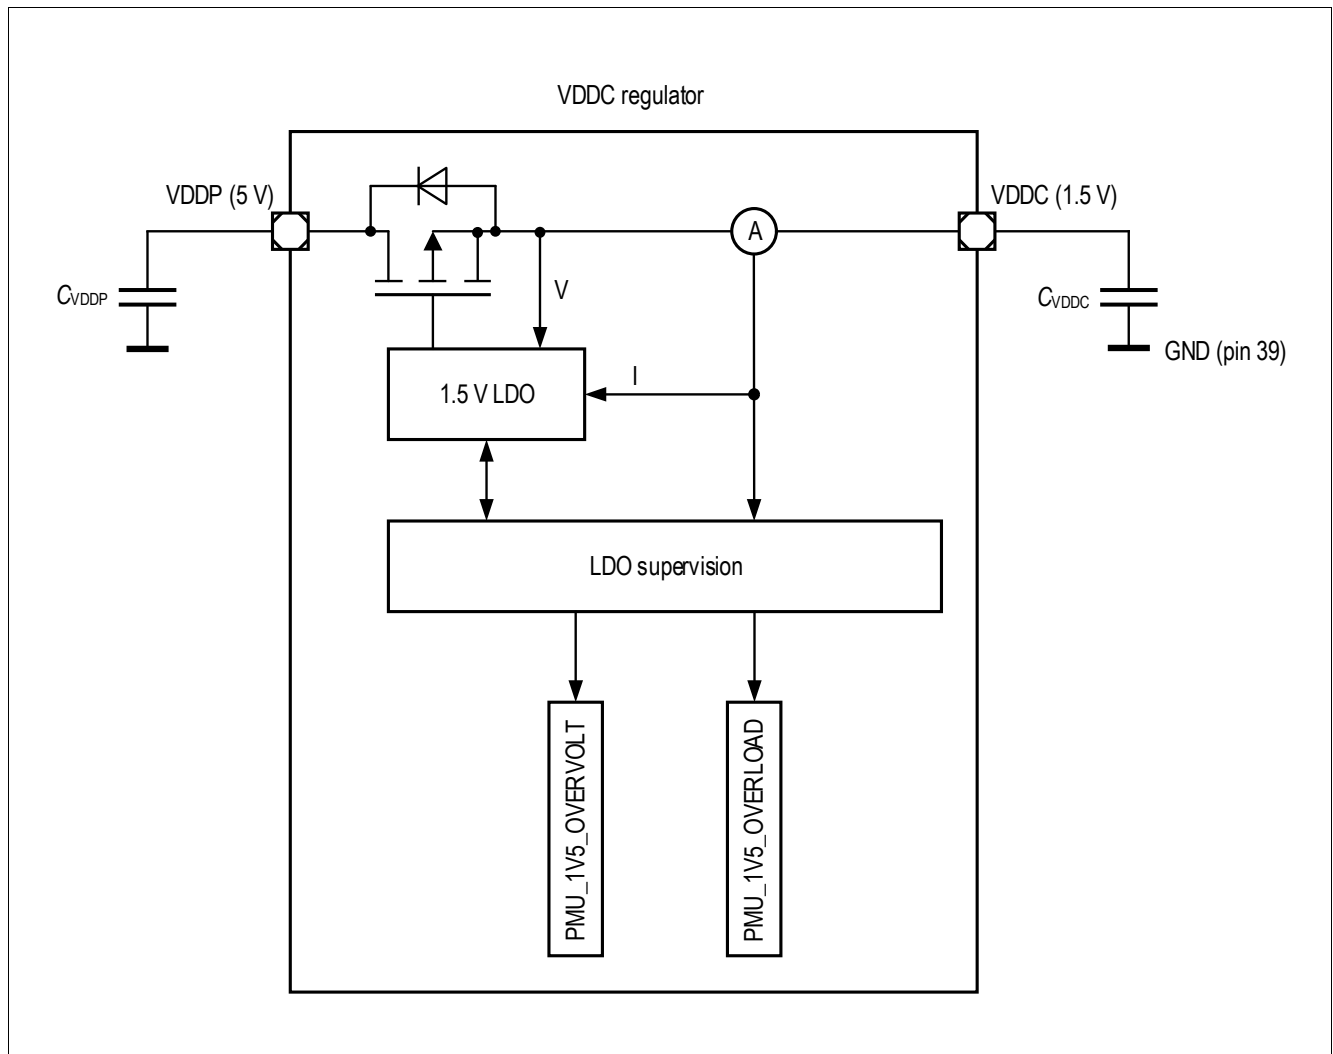 VDDC regulator
VDDP (5 V)
VDDC (1.5 V)
A
CVDDP
V
CVDDC
GND (pin 39)
I
1.5 V LDO
LDO supervision
PMU_1V5_OVERVOLT
PMU_1V5_OVERLOAD